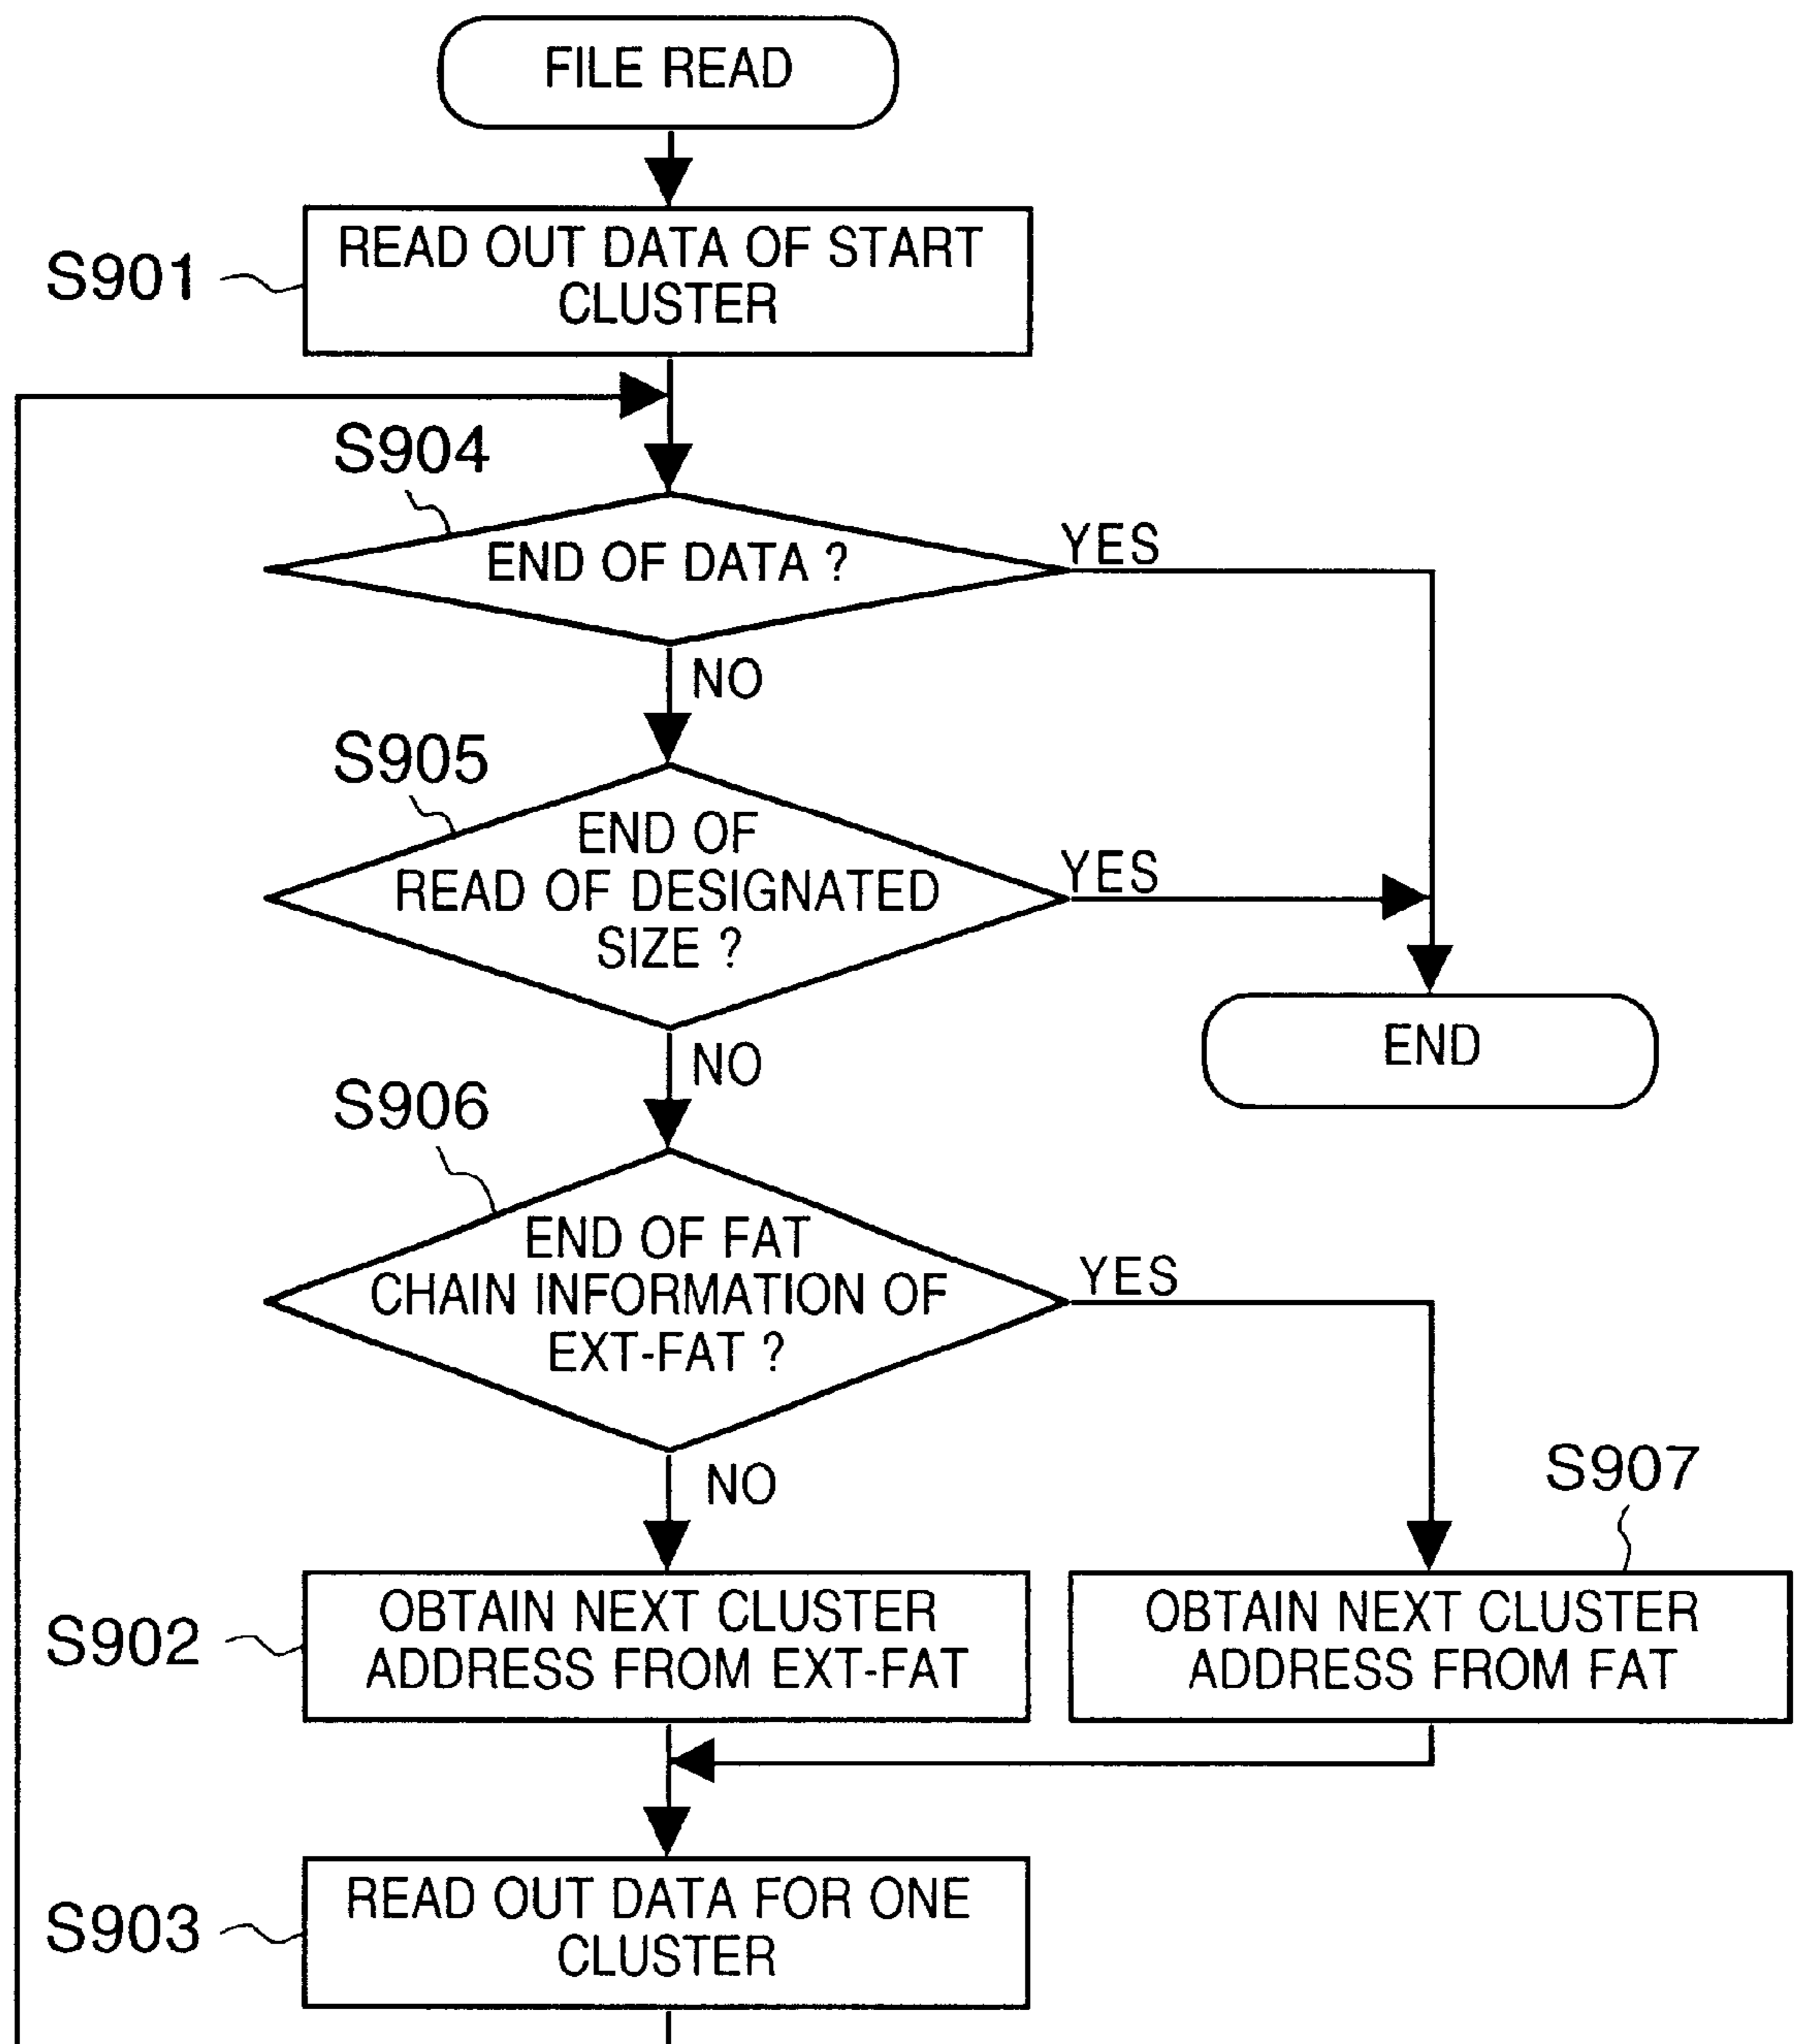 FILE READ
S901
READ OUT DATA OF START
CLUSTER
S904
END OF DATA ?
YES
NO
S905
END OF
READ OF DESIGNATED
SIZE ?
YES
END
NO
S906
END OF FAT
CHAIN INFORMATION OF
EXT-FAT ?
YES
NO
S907
S902
OBTAIN NEXT CLUSTER
ADDRESS FROM EXT-FAT
OBTAIN NEXT CLUSTER
ADDRESS FROM FAT
S903
READ OUT DATA FOR ONE
CLUSTER